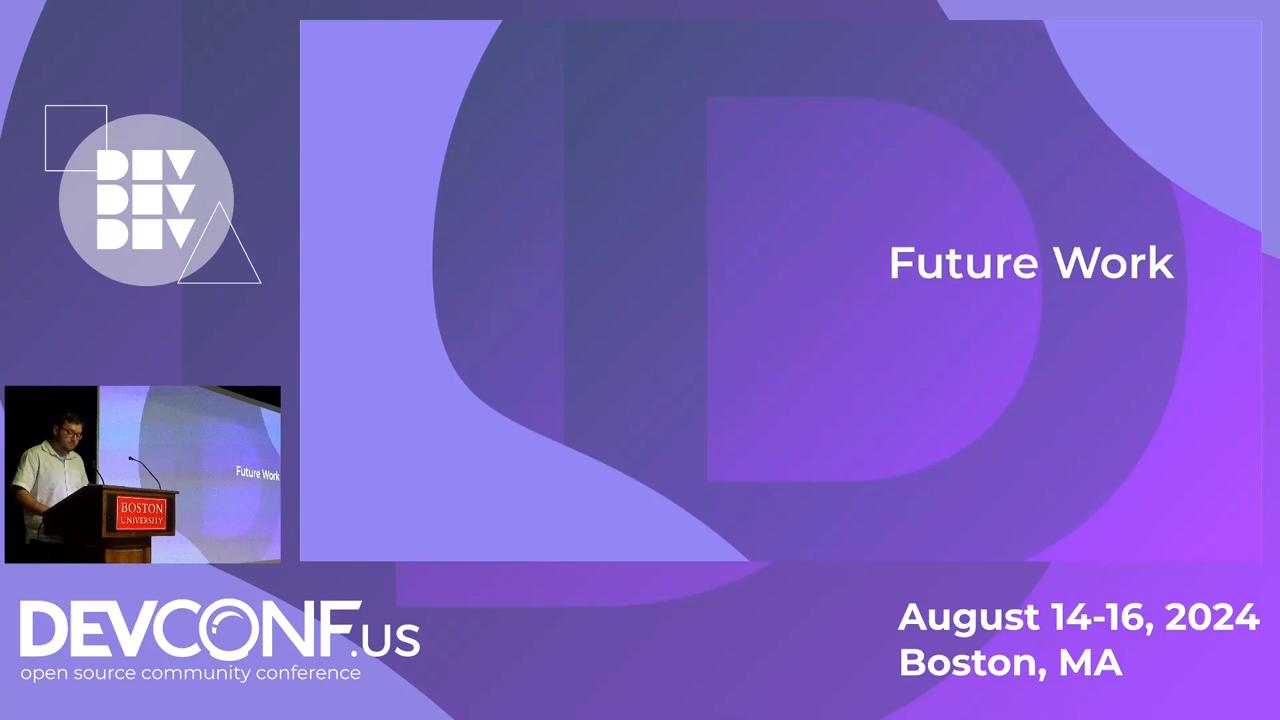 DEV
DEV
DEV
Future Work
Future Work
BOSTON
UNIVERSITY
DEVCONF.US
open source community conference
August 14-16, 2024
Boston, MA